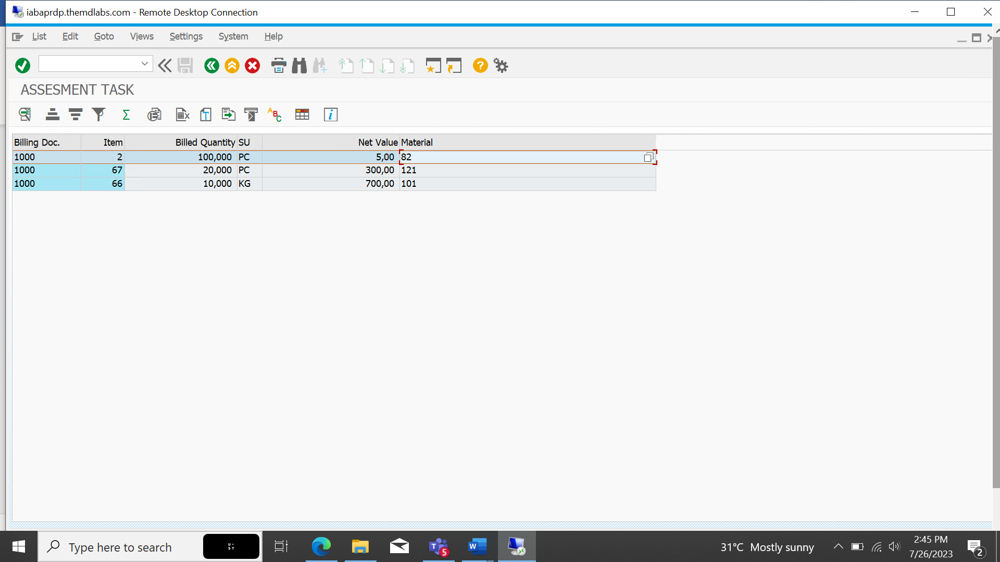 iabaprdp.themdlabs.com - Remote Desktop Connection
List Edit Goto Views Settings System Help
ASSESMENT TASK
Billing Doc. Item Billed Quantity SU Net Value Material
1000 2 100,000 PC 5,00 82
1000 67 20,000 PC 300,00 121
1000 66 10,000 KG 700,00 101
Type here to search
31°C Mostly sunny
2:45 PM
7/26/2023
5
2